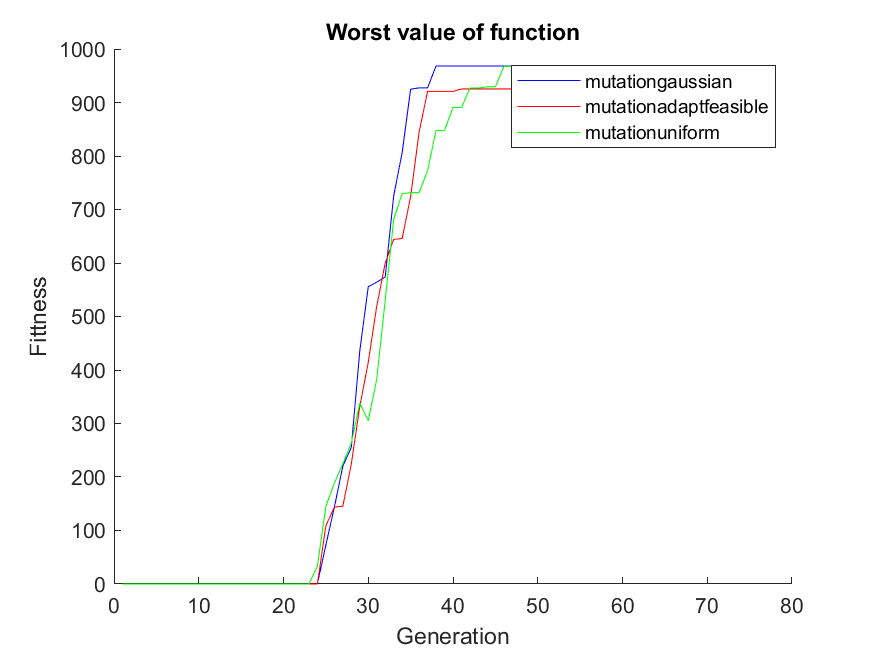 Worst value of function
1000
900
800
700
600
500
400
300
200
100
0
Fittness
mutationgaussian
mutationadaptfeasible
mutationuniform
0 10 20 30 40 50 60 70 80
Generation